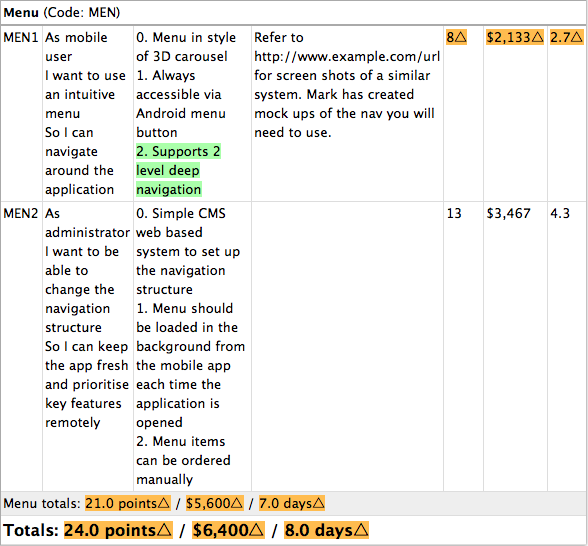 Menu (Code: MEN)
MEN1
As mobile
user
I want to use
an intuitive
menu
So I can
navigate
around the
application
0. Menu in style
of 3D carousel
1. Always
accessible via
Android menu
button
2. Supports 2
level deep
navigation
Refer to
http://www.example.com/url
for screen shots of a similar
system. Mark has created
mock ups of the nav you will
need to use.
8△
$2,133△
2.7△
MEN2
As
administrator
I want to be
able to
change the
navigation
structure
So I can keep
the app fresh
and prioritise
key features
remotely
0. Simple CMS
web based
system to set up
the navigation
structure
1. Menu should
be loaded in the
background from
the mobile app
each time the
application is
opened
2. Menu items
can be ordered
manually
13
$3,467
4.3
Menu totals: 21.0 points△ / $5,600△ / 7.0 days△
Totals: 24.0 points△ / $6,400△ / 8.0 days△